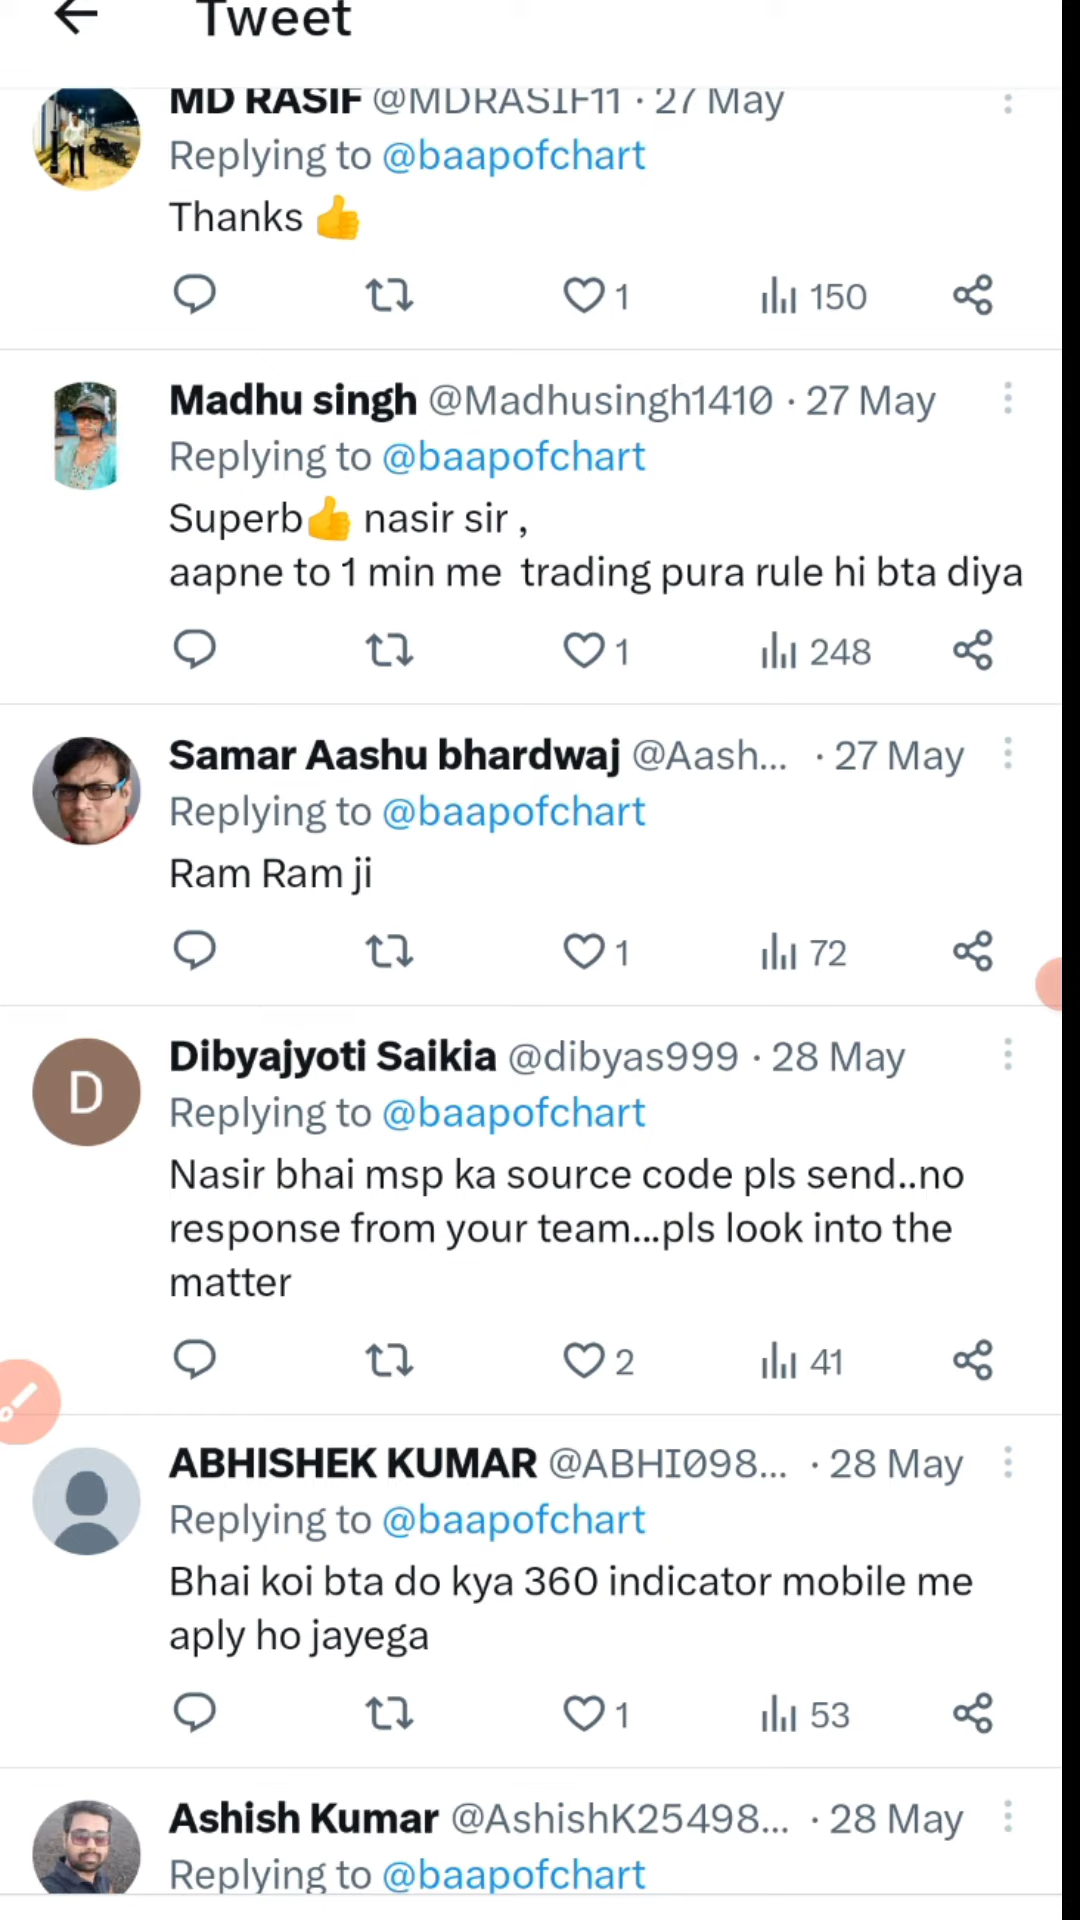 Tweet
MD RASIF @MDRASIF11 · 27 May
Replying to @baapofchart
Thanks 👍
1 150
Madhu singh @Madhusingh1410 · 27 May
Replying to @baapofchart
Superb👍 nasir sir ,
aapne to 1 min me trading pura rule hi bta diya
1 248
Samar Aashu bhardwaj @Aash... · 27 May
Replying to @baapofchart
Ram Ram ji
1 72
D
Dibyajyoti Saikia @dibyas999 · 28 May
Replying to @baapofchart
Nasir bhai msp ka source code pls send..no
response from your team...pls look into the
matter
2 41
ABHISHEK KUMAR @ABHI098... · 28 May
Replying to @baapofchart
Bhai koi bta do kya 360 indicator mobile me
aply ho jayega
1 53
Ashish Kumar @AshishK25498... · 28 May
Replying to @baapofchart